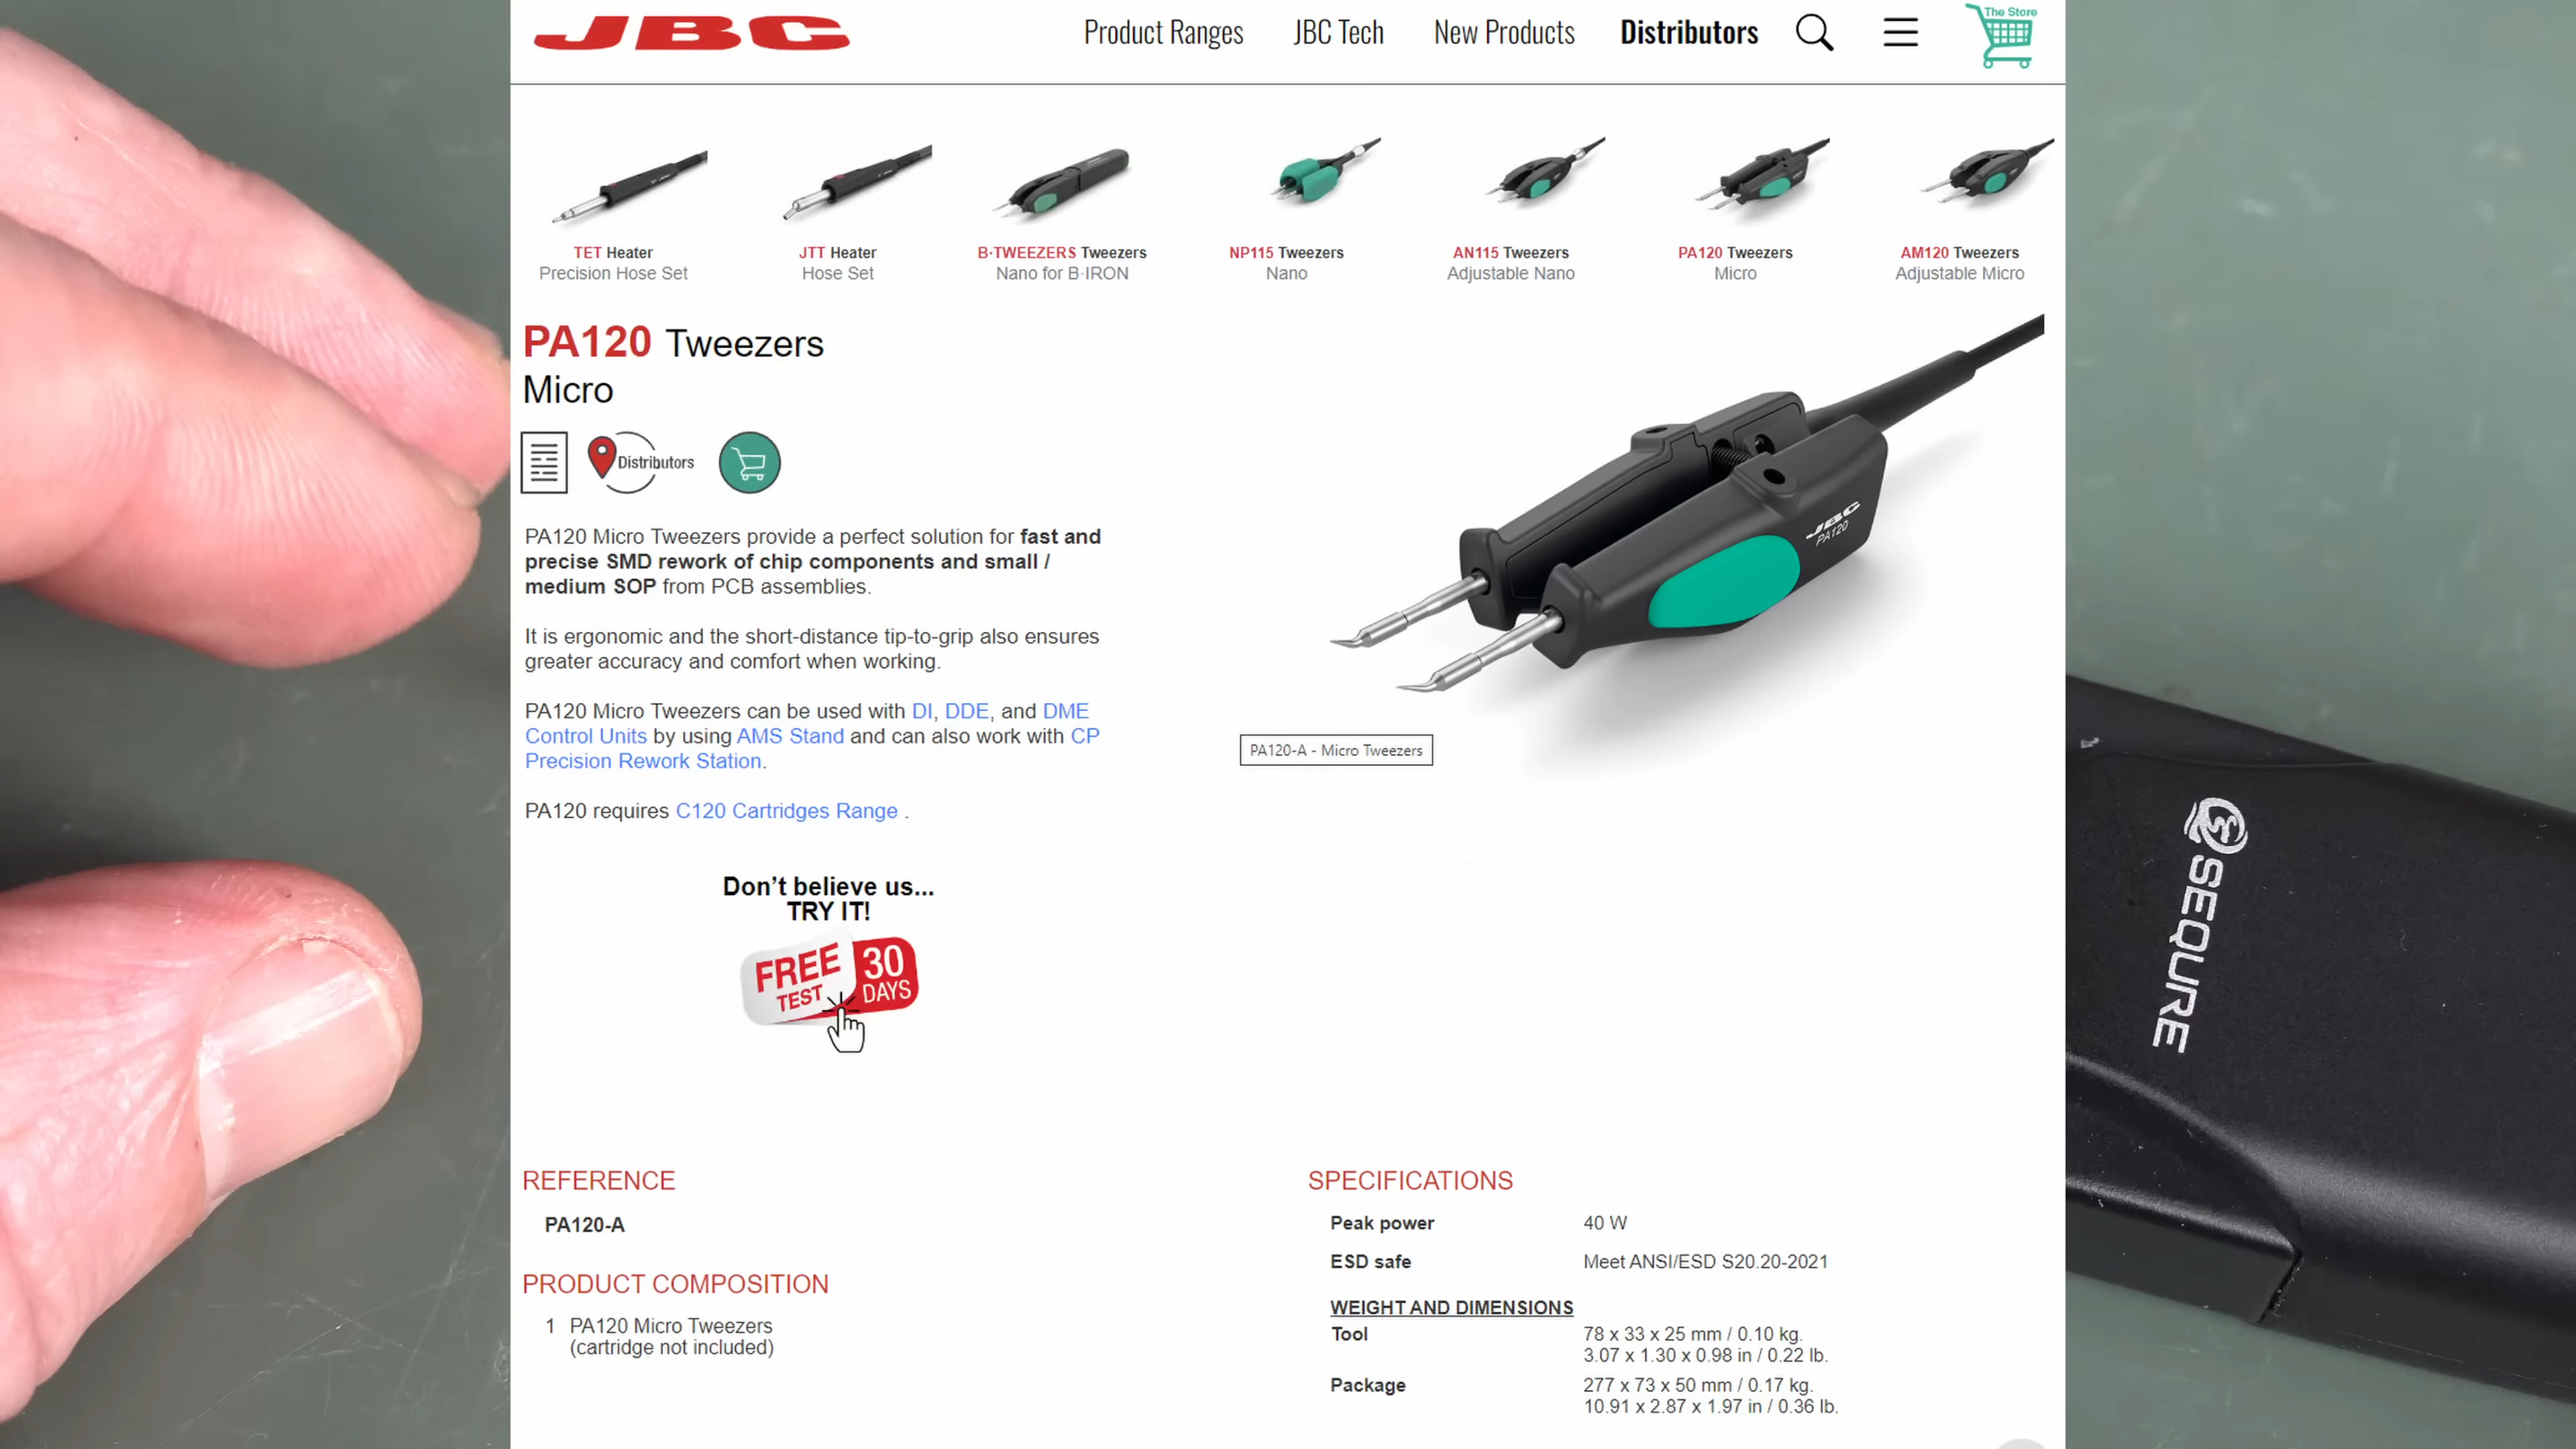 JBC
Product Ranges
JBC Tech
New Products
Distributors
The Store
TET Heater
Precision Hose Set
JTT Heater
Hose Set
B·TWEEZERS Tweezers
Nano for B·IRON
NP115 Tweezers
Nano
AN115 Tweezers
Adjustable Nano
PA120 Tweezers
Micro
AM120 Tweezers
Adjustable Micro
PA120 Tweezers
Micro
Distributors
PA120 Micro Tweezers provide a perfect solution for fast and
precise SMD rework of chip components and small /
medium SOP from PCB assemblies.
It is ergonomic and the short-distance tip-to-grip also ensures
greater accuracy and comfort when working.
PA120 Micro Tweezers can be used with DI, DDE, and DME
Control Units by using AMS Stand and can also work with CP
Precision Rework Station.
PA120 requires C120 Cartridges Range .
JBC
PA120
PA120-A - Micro Tweezers
Don't believe us...
TRY IT!
FREE
TEST
30
DAYS
REFERENCE
PA120-A
PRODUCT COMPOSITION
1 PA120 Micro Tweezers
(cartridge not included)
SPECIFICATIONS
Peak power 40 W
ESD safe Meet ANSI/ESD S20.20-2021
WEIGHT AND DIMENSIONS
Tool 78 x 33 x 25 mm / 0.10 kg.
3.07 x 1.30 x 0.98 in / 0.22 lb.
Package 277 x 73 x 50 mm / 0.17 kg.
10.91 x 2.87 x 1.97 in / 0.36 lb.
SEQURE